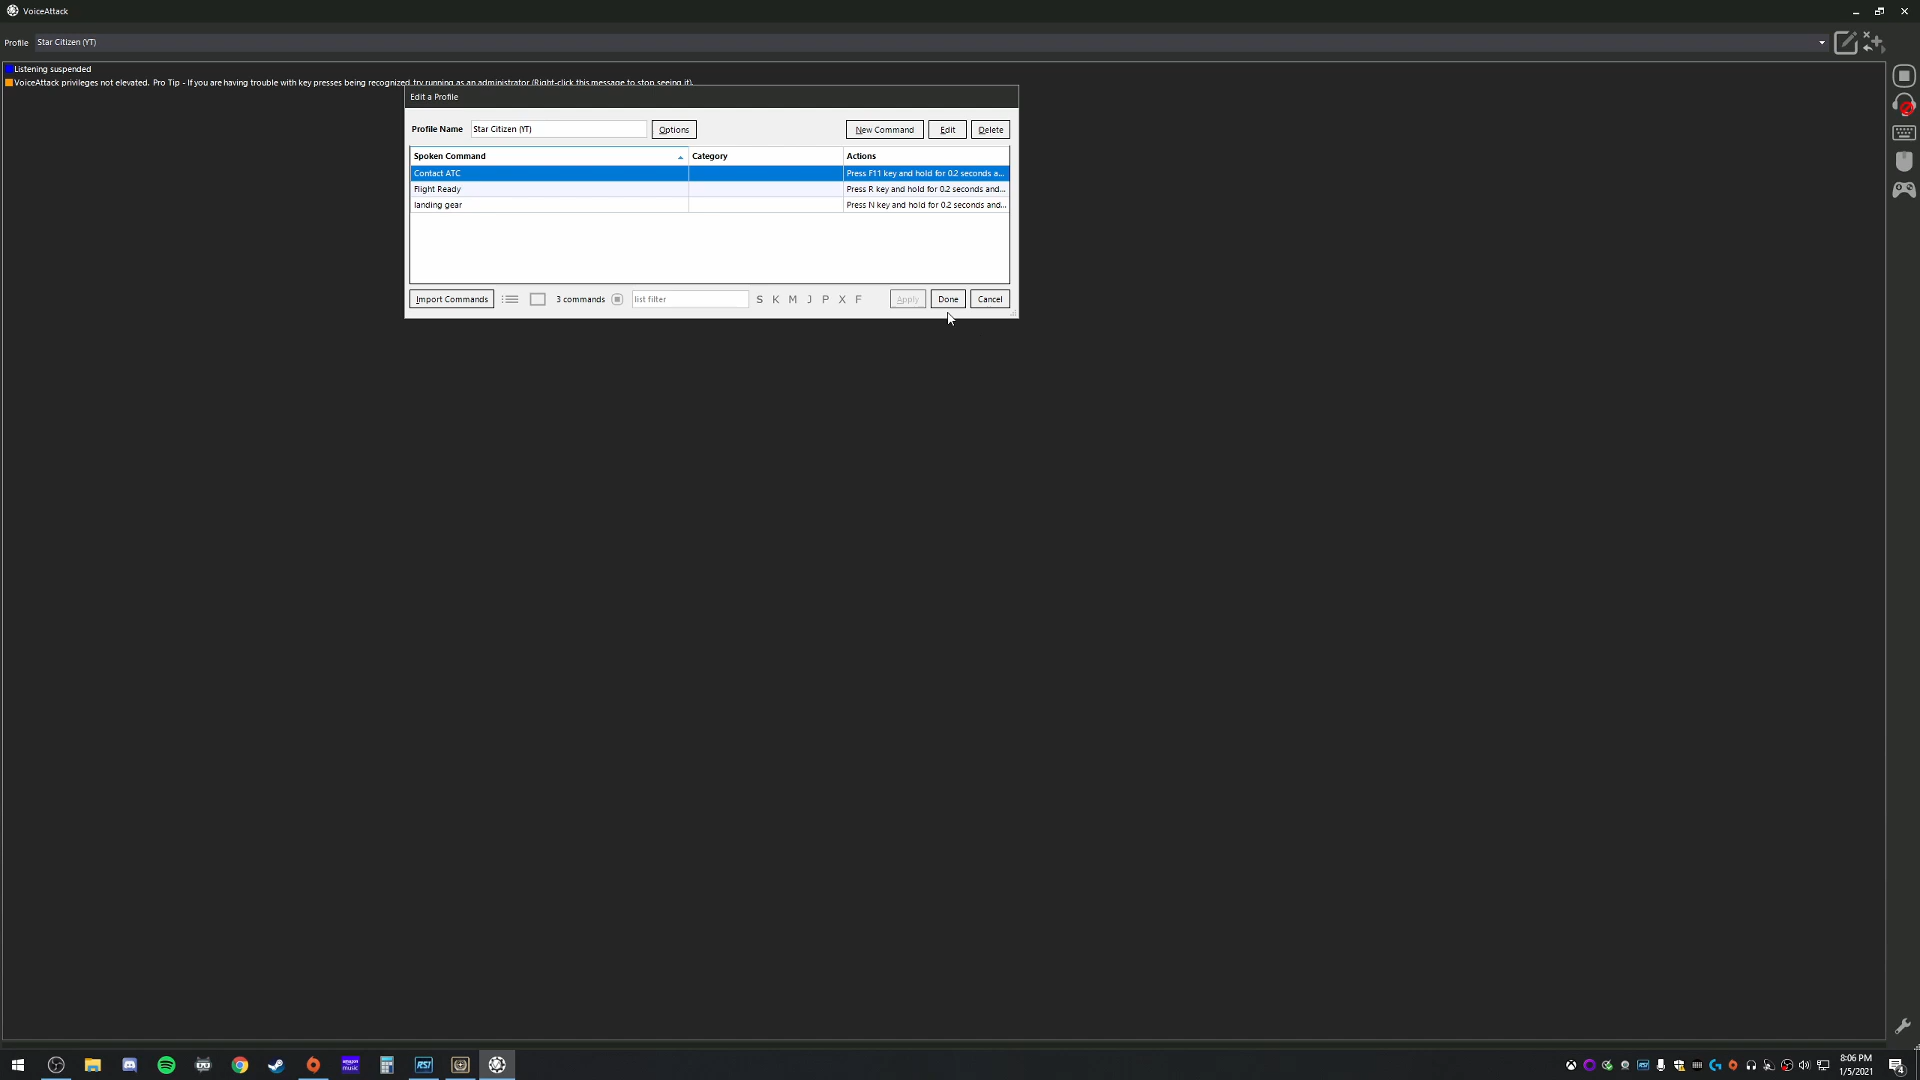 VoiceAttack
Profile Star Citizen (YT)
Listening suspended
VoiceAttack privileges not elevated. Pro Tip - If you are having trouble with key presses being recognized, try running as an administrator (Right-click this message to stop seeing it).
Edit a Profile
Profile Name Star Citizen (YT) Options New Command Edit Delete
Spoken Command Category Actions
Contact ATC Press F11 key and hold for 0.2 seconds a...
Flight Ready Press R key and hold for 0.2 seconds and...
landing gear Press N key and hold for 0.2 seconds and...
Import Commands 3 commands list filter S K M J P X F Apply Done Cancel
amazon music RSI
8:06 PM
1/5/2021
4